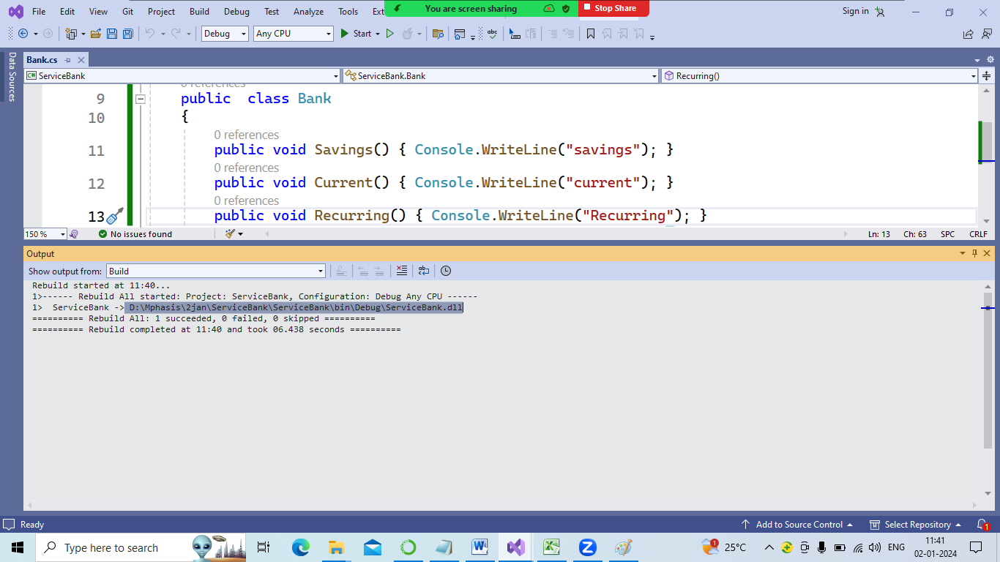 File Edit View Git Project Build Debug Test Analyze Tools Ext
You are screen sharing Stop Share
Sign in
Debug Any CPU Start abc
Data Sources
Bank.cs
ServiceBank ServiceBank.Bank Recurring()
0 references
9 public class Bank
10 {
0 references
11 public void Savings() { Console.WriteLine("savings"); }
0 references
12 public void Current() { Console.WriteLine("current"); }
0 references
13 public void Recurring() { Console.WriteLine("Recurring"); }
150 % No issues found Ln: 13 Ch: 63 SPC CRLF
Output
Show output from: Build
Rebuild started at 11:40...
1>------ Rebuild All started: Project: ServiceBank, Configuration: Debug Any CPU ------
1> ServiceBank -> D:\Mphasis\2jan\ServiceBank\ServiceBank\bin\Debug\ServiceBank.dll
========== Rebuild All: 1 succeeded, 0 failed, 0 skipped ==========
========== Rebuild completed at 11:40 and took 06.438 seconds ==========
Ready Add to Source Control Select Repository 1
Type here to search 1 25°C ENG 11:41
02-01-2024